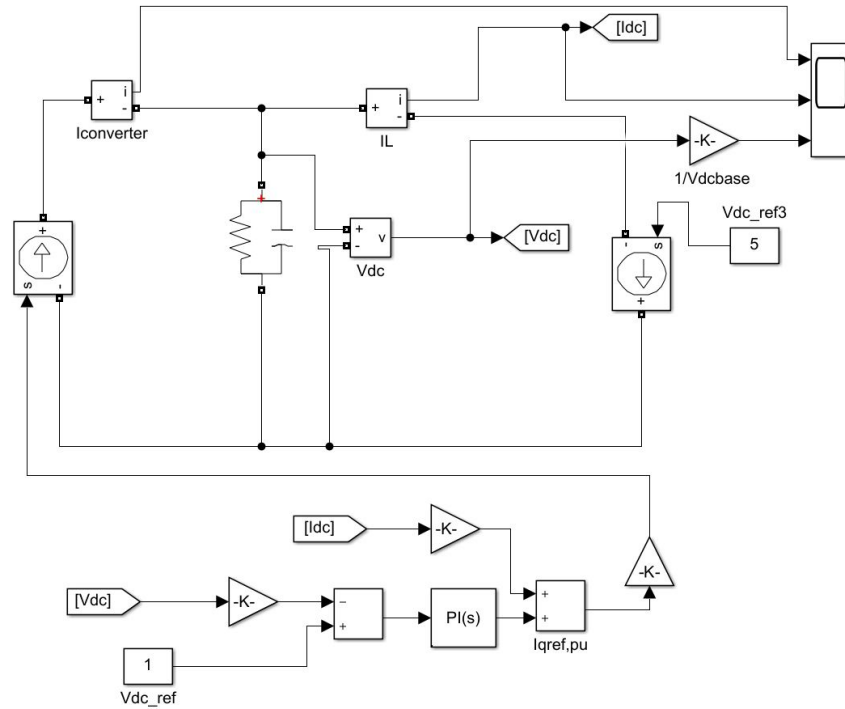 [Idc]
i
+
-
Iconverter
+
i
-
IL
-K-
1/Vdcbase
+
+
-
v
Vdc
[Vdc]
Vdc_ref3
5
+
s
-
-
s
+
[Idc]
-K-
-K-
[Vdc]
-K-
−
+
PI(s)
+
+
Iqref,pu
1
Vdc_ref